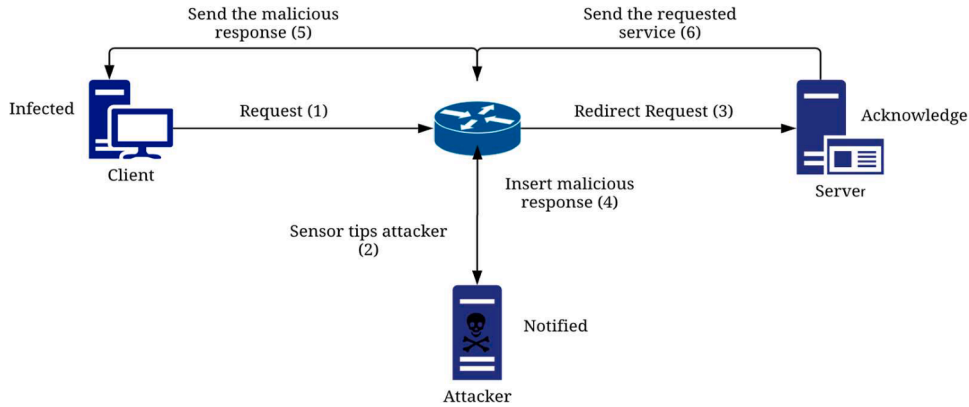 Send the malicious
response (5)
Send the requested
service (6)
Infected
Request (1)
Redirect Request (3)
Acknowledge
Client
Server
Insert malicious
response (4)
Sensor tips attacker
(2)
Notified
Attacker